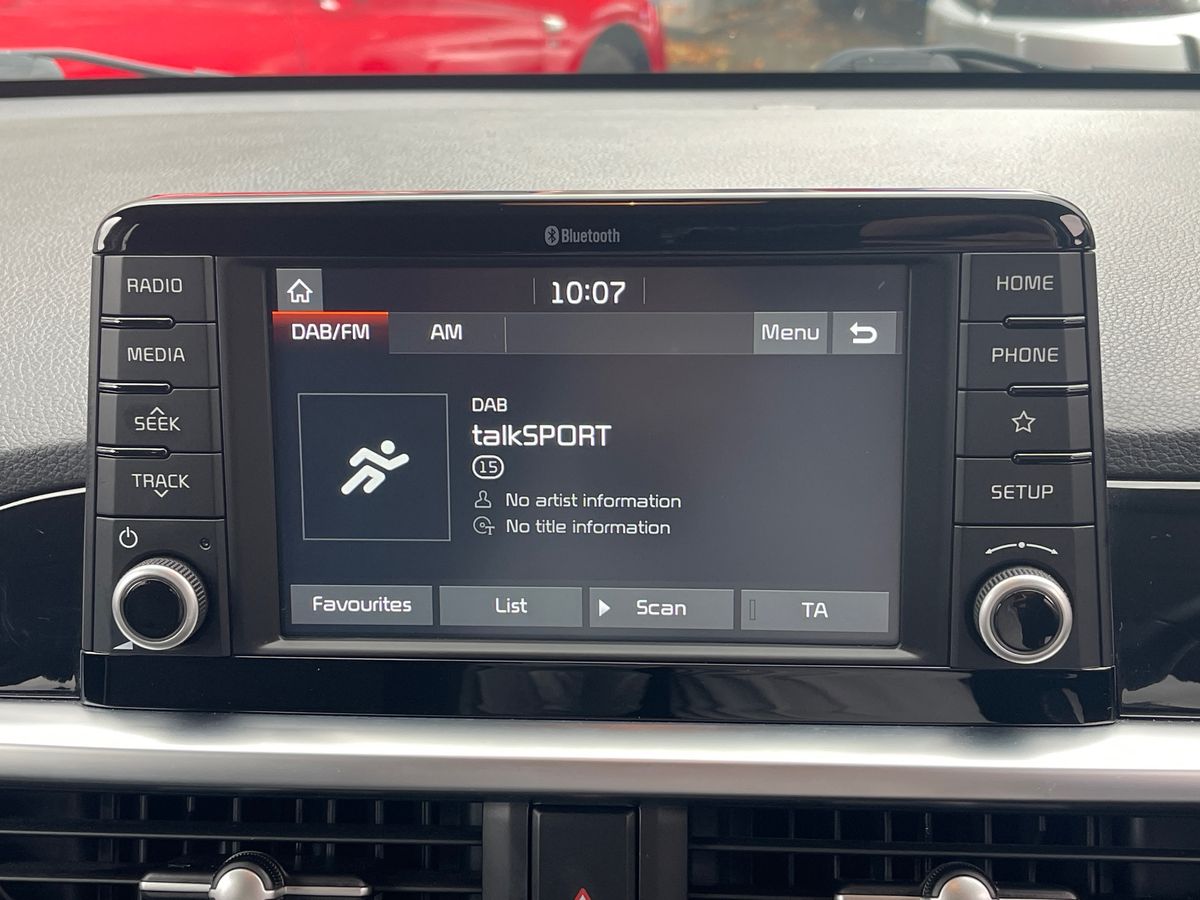 Bluetooth
RADIO
MEDIA
SEEK
TRACK
10:07
DAB/FM
AM
Menu
DAB
talkSPORT
15
No artist information
No title information
Favourites
List
Scan
TA
HOME
PHONE
SETUP